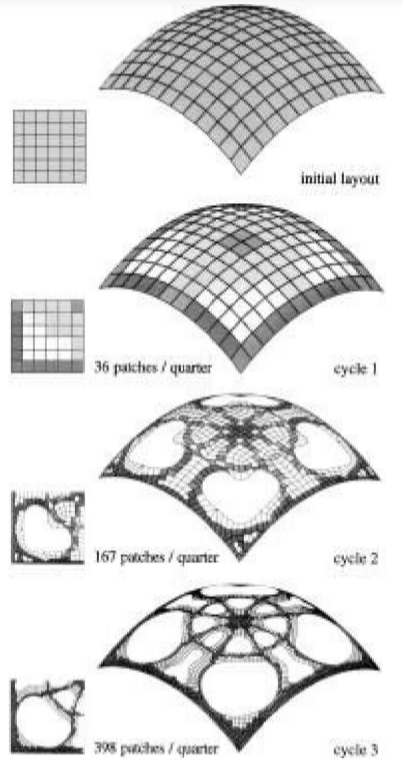 initial layout
36 patches / quarter cycle 1
167 patches / quarter cycle 2
398 patches / quarter cycle 3